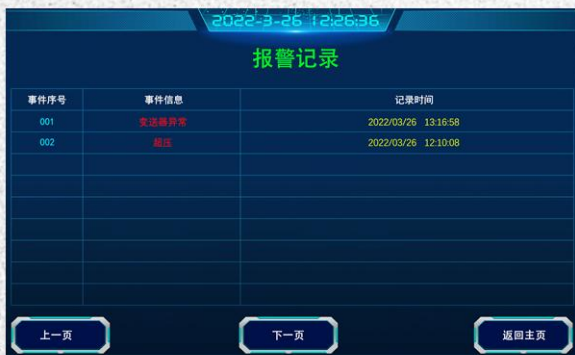 2022-3-26 12:26:36
报警记录
事件序号 事件信息 记录时间
001 变送器异常 2022/03/26 13:16:58
002 超压 2022/03/26 12:10:08
上一页 下一页 返回主页